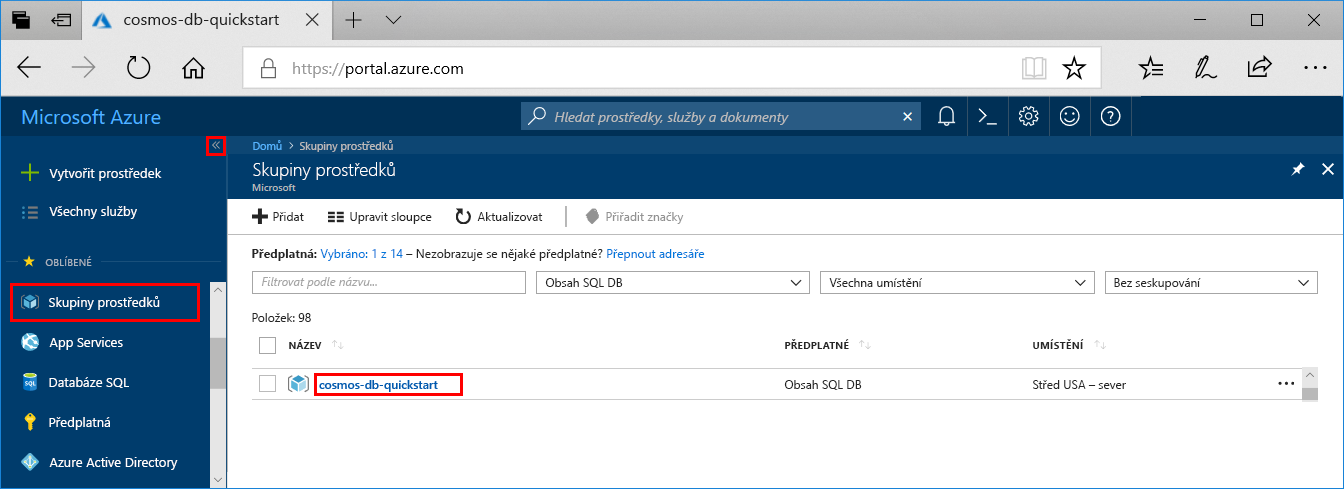 cosmos-db-quickstart
https://portal.azure.com
Microsoft Azure
Hledat prostředky, služby a dokumenty
Vytvořit prostředek
Všechny služby
OBLÍBENÉ
Skupiny prostředků
App Services
Databáze SQL
SQL
Předplatná
Azure Active Directory
Domů > Skupiny prostředků
Skupiny prostředků
Microsoft
Přidat Upravit sloupce Aktualizovat Přiřadit značky
Předplatná: Vybráno: 1 z 14 – Nezobrazuje se nějaké předplatné? Přepnout adresáře
Filtrovat podle názvu... Obsah SQL DB Všechna umístění Bez seskupování
Položek: 98
NÁZEV PŘEDPLATNÉ UMÍSTĚNÍ
cosmos-db-quickstart Obsah SQL DB Střed USA – sever